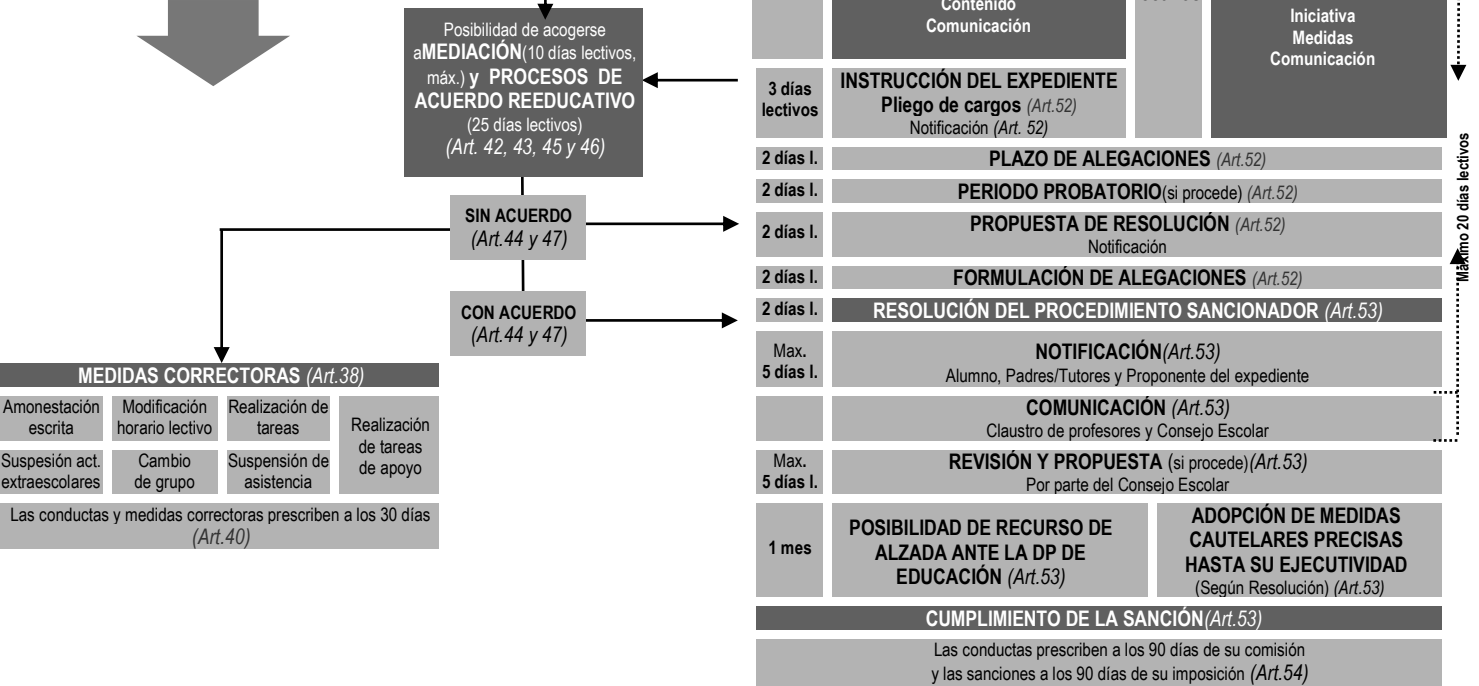 Posibilidad de acogerse
aMEDIACIÓN(10 días lectivos,
máx.) y PROCESOS DE
ACUERDO REEDUCATIVO
(25 días lectivos)
(Art. 42, 43, 45 y 46)
SIN ACUERDO
(Art.44 y 47)
CON ACUERDO
(Art.44 y 47)
MEDIDAS CORRECTORAS (Art.38)
Amonestación
escrita
Modificación
horario lectivo
Realización de
tareas
Realización
de tareas
de apoyo
Suspesión act.
extraescolares
Cambio
de grupo
Suspensión de
asistencia
Las conductas y medidas correctoras prescriben a los 30 días
(Art.40)
Contenido
Comunicación
Iniciativa
Medidas
Comunicación
3 días
lectivos
INSTRUCCIÓN DEL EXPEDIENTE
Pliego de cargos (Art.52)
Notificación (Art. 52)
2 días l.
PLAZO DE ALEGACIONES (Art.52)
2 días l.
PERIODO PROBATORIO(si procede) (Art.52)
2 días l.
PROPUESTA DE RESOLUCIÓN (Art.52)
Notificación
2 días l.
FORMULACIÓN DE ALEGACIONES (Art.52)
2 días l.
RESOLUCIÓN DEL PROCEDIMIENTO SANCIONADOR (Art.53)
Max.
5 días l.
NOTIFICACIÓN(Art.53)
Alumno, Padres/Tutores y Proponente del expediente
COMUNICACIÓN (Art.53)
Claustro de profesores y Consejo Escolar
Max.
5 días l.
REVISIÓN Y PROPUESTA (si procede)(Art.53)
Por parte del Consejo Escolar
1 mes
POSIBILIDAD DE RECURSO DE
ALZADA ANTE LA DP DE
EDUCACIÓN (Art.53)
ADOPCIÓN DE MEDIDAS
CAUTELARES PRECISAS
HASTA SU EJECUTIVIDAD
(Según Resolución) (Art.53)
CUMPLIMIENTO DE LA SANCIÓN(Art.53)
Las conductas prescriben a los 90 días de su comisión
y las sanciones a los 90 días de su imposición (Art.54)
Máximo 20 días lectivos